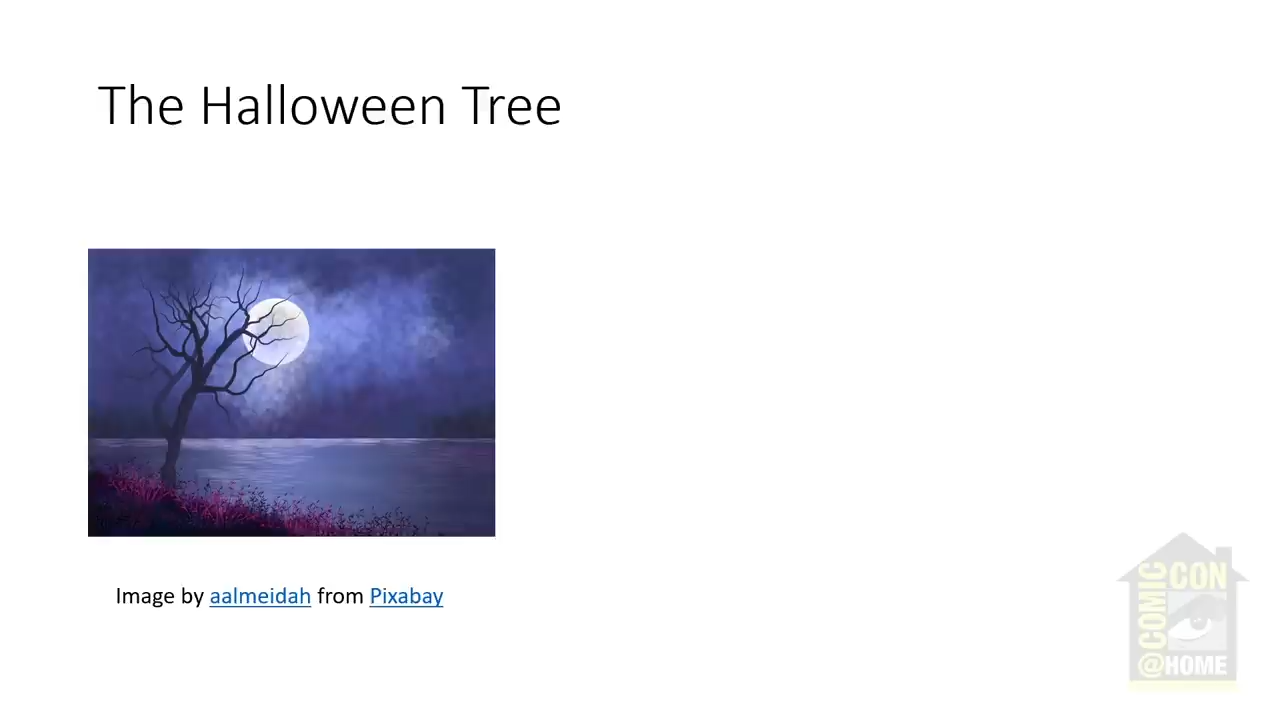 The Halloween Tree
Image by aalmeidah from Pixabay
COMIC
CON
@HOME